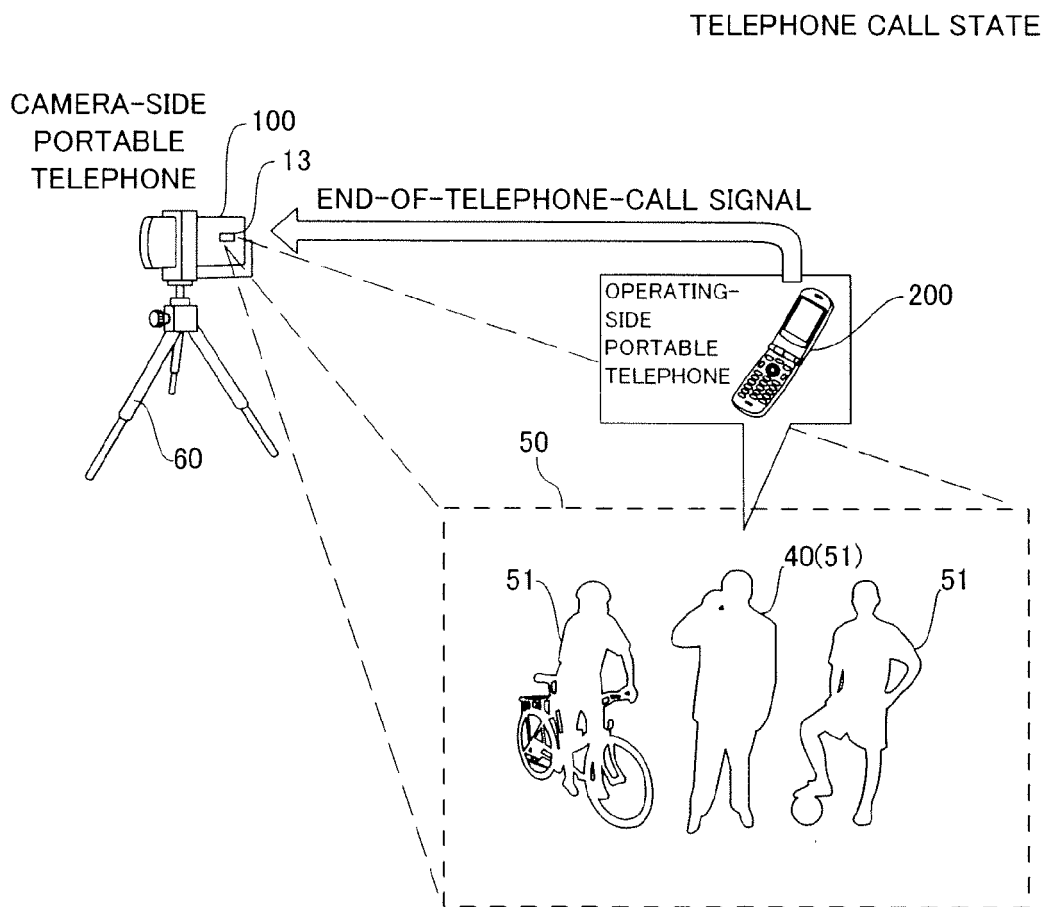 TELEPHONE CALL STATE
CAMERA-SIDE
PORTABLE
TELEPHONE
100
13
END-OF-TELEPHONE-CALL SIGNAL
OPERATING-
SIDE
PORTABLE
TELEPHONE
200
60
50
51
40(51)
51